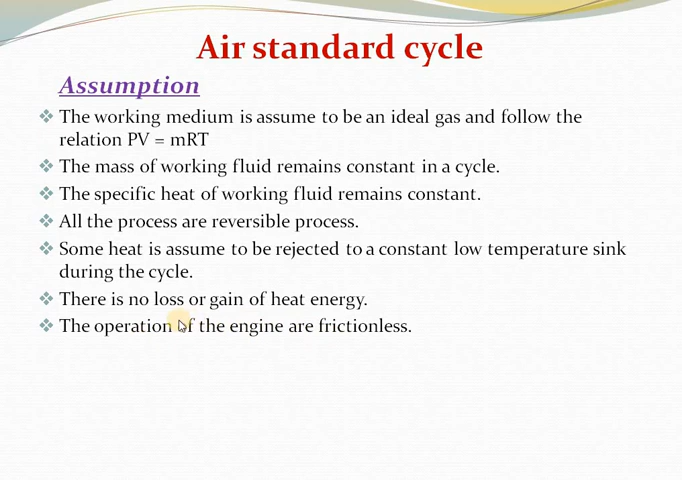 Air standard cycle
Assumption
The working medium is assume to be an ideal gas and follow the
relation PV = mRT
The mass of working fluid remains constant in a cycle.
The specific heat of working fluid remains constant.
All the process are reversible process.
Some heat is assume to be rejected to a constant low temperature sink
during the cycle.
There is no loss or gain of heat energy.
The operation of the engine are frictionless.